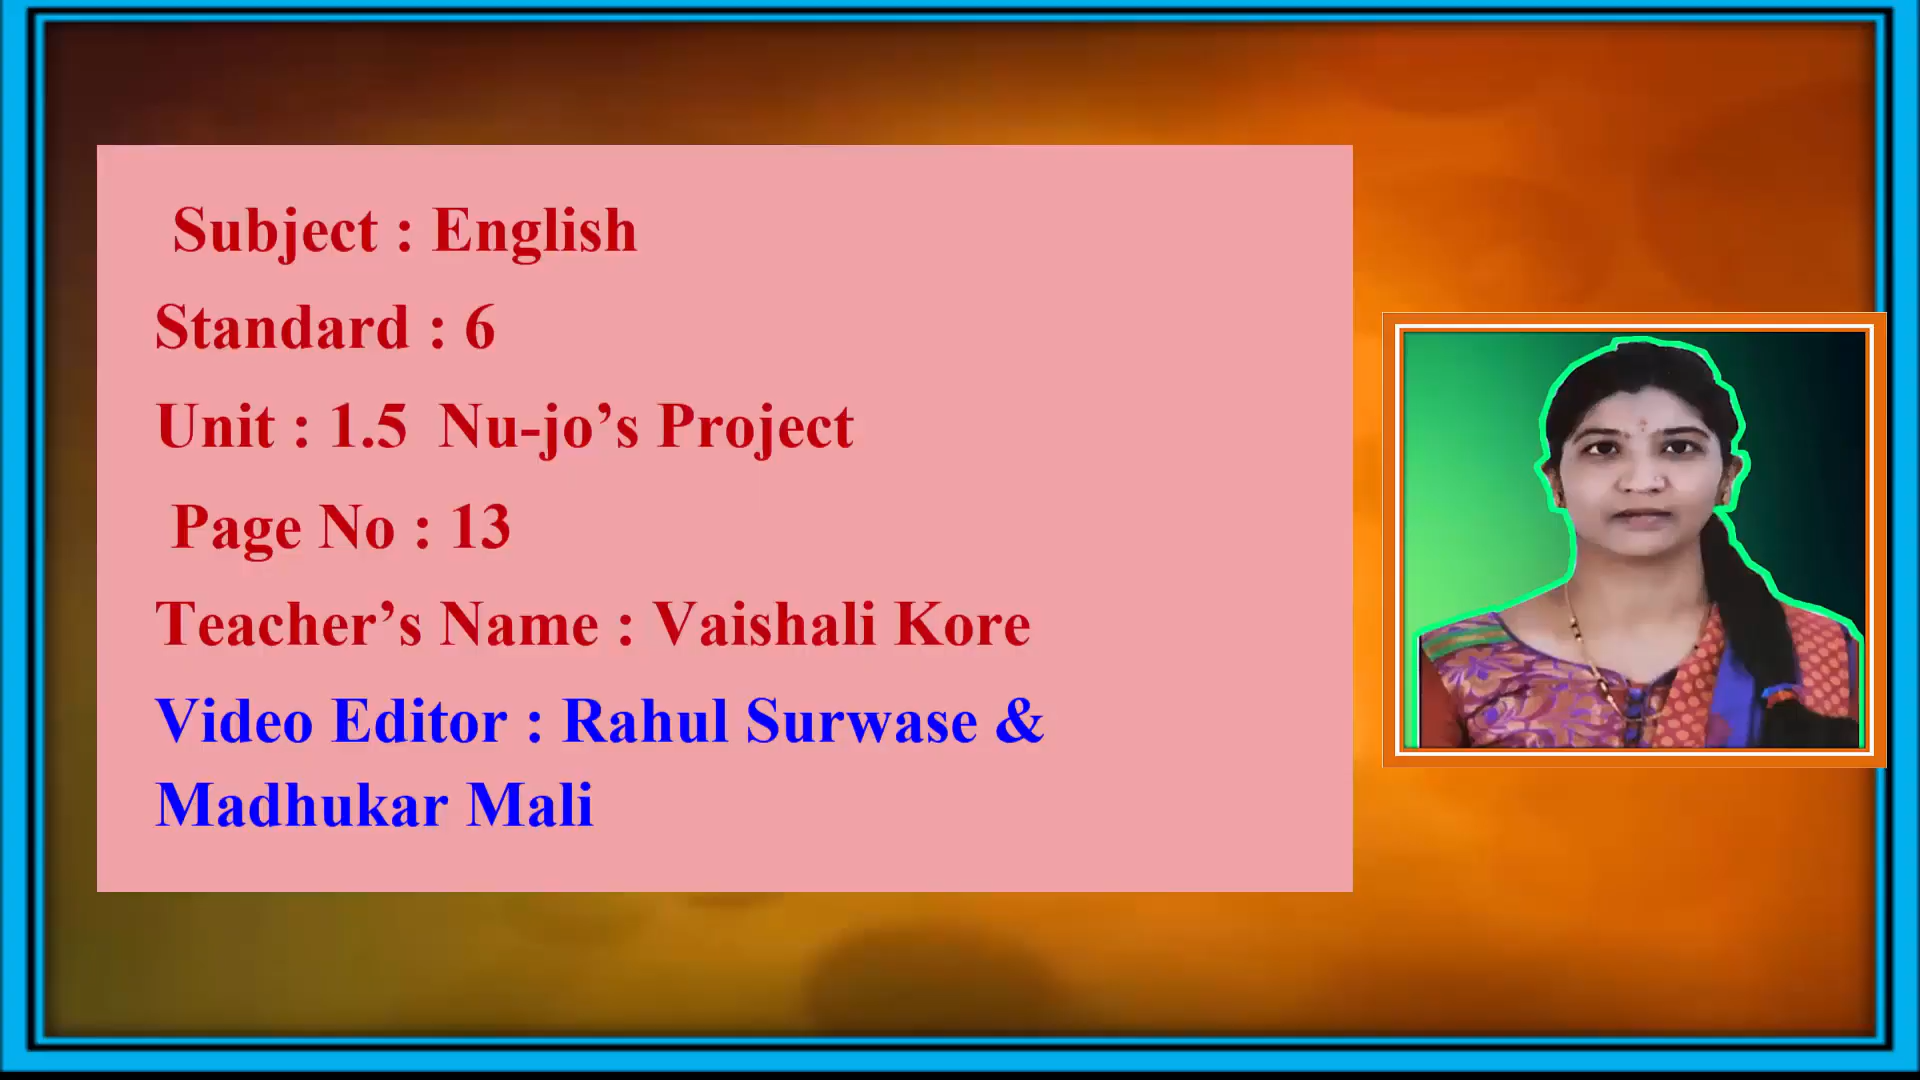 Subject : English
Standard : 6
Unit : 1.5 Nu-jo’s Project
Page No : 13
Teacher’s Name : Vaishali Kore
Video Editor : Rahul Surwase &
Madhukar Mali